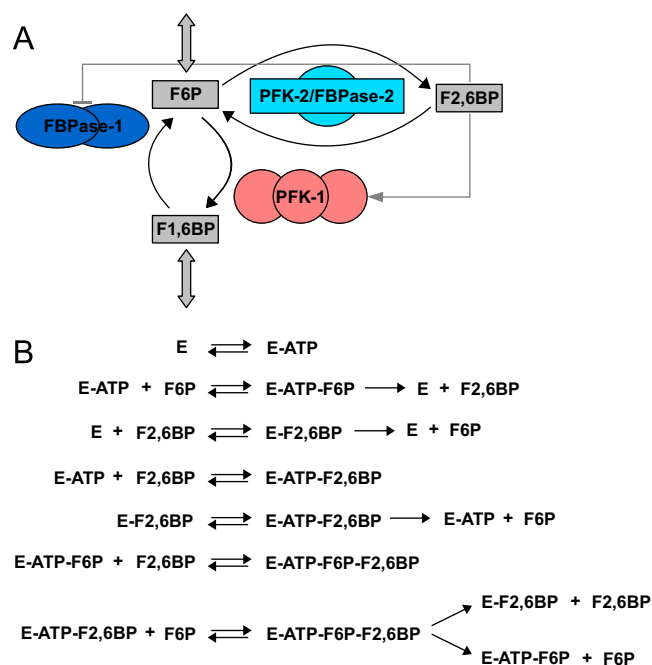 A
F6P
PFK-2/FBPase-2
F2,6BP
FBPase-1
PFK-1
F1,6BP
B
E E-ATP
E-ATP + F6P E-ATP-F6P E + F2,6BP
E + F2,6BP E-F2,6BP E + F6P
E-ATP + F2,6BP E-ATP-F2,6BP
E-F2,6BP E-ATP-F2,6BP E-ATP + F6P
E-ATP-F6P + F2,6BP E-ATP-F6P-F2,6BP
E-F2,6BP + F2,6BP
E-ATP-F2,6BP + F6P E-ATP-F6P-F2,6BP
E-ATP-F6P + F6P